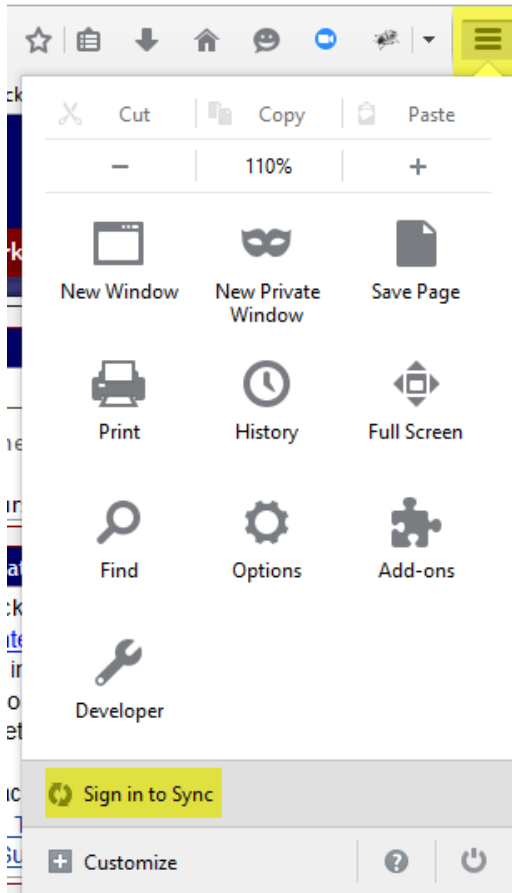 Cut Copy Paste
− 110% +
New Window New Private Window Save Page
Print History Full Screen
Find Options Add-ons
Developer
Sign in to Sync
Customize